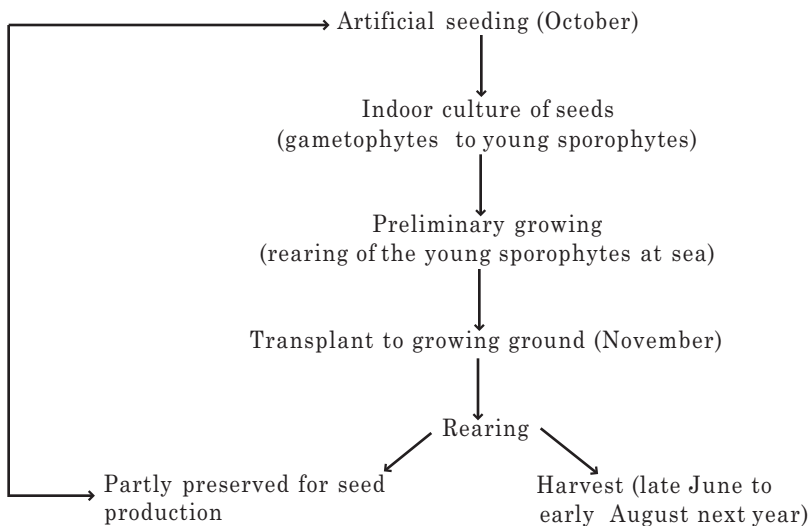 Artificial seeding (October)
Indoor culture of seeds
(gametophytes to young sporophytes)
Preliminary growing
(rearing of the young sporophytes at sea)
Transplant to growing ground (November)
Rearing
Partly preserved for seed
production
Harvest (late June to
early August next year)